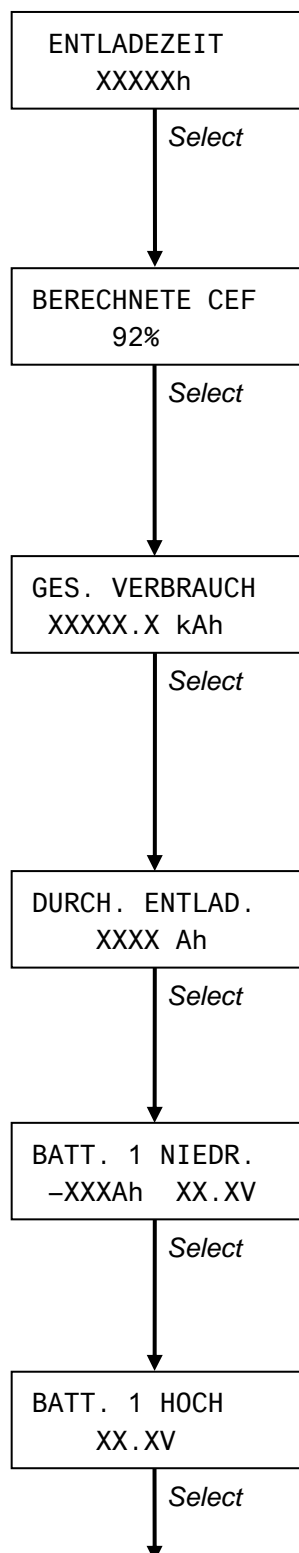 ENTLADEZEIT
XXXXXh
Select
BERECHNETE CEF
92%
Select
GES. VERBRAUCH
XXXXX.X kAh
Select
DURCH. ENTLAD.
XXXX Ah
Select
BATT. 1 NIEDR.
–XXXAh XX.XV
Select
BATT. 1 HOCH
XX.XV
Select